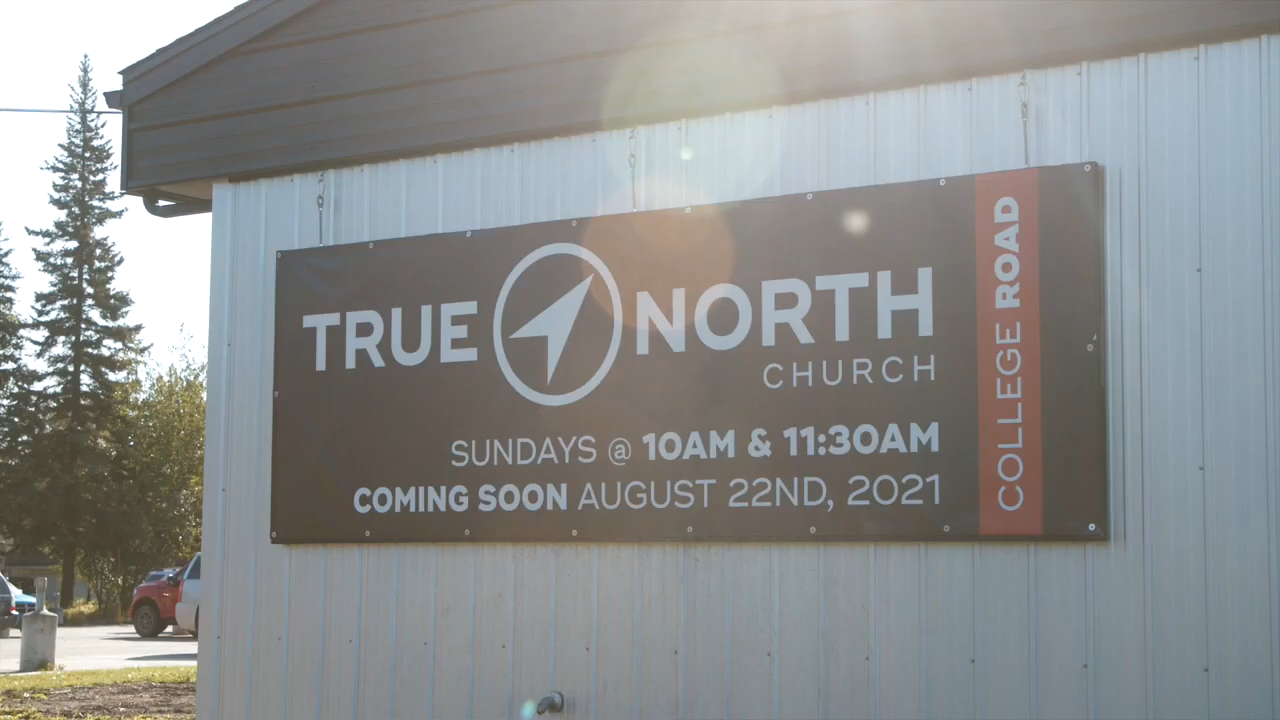 TRUE NORTH
CHURCH
SUNDAYS @ 10AM & 11:30AM
COMING SOON AUGUST 22ND, 2021
COLLEGE ROAD